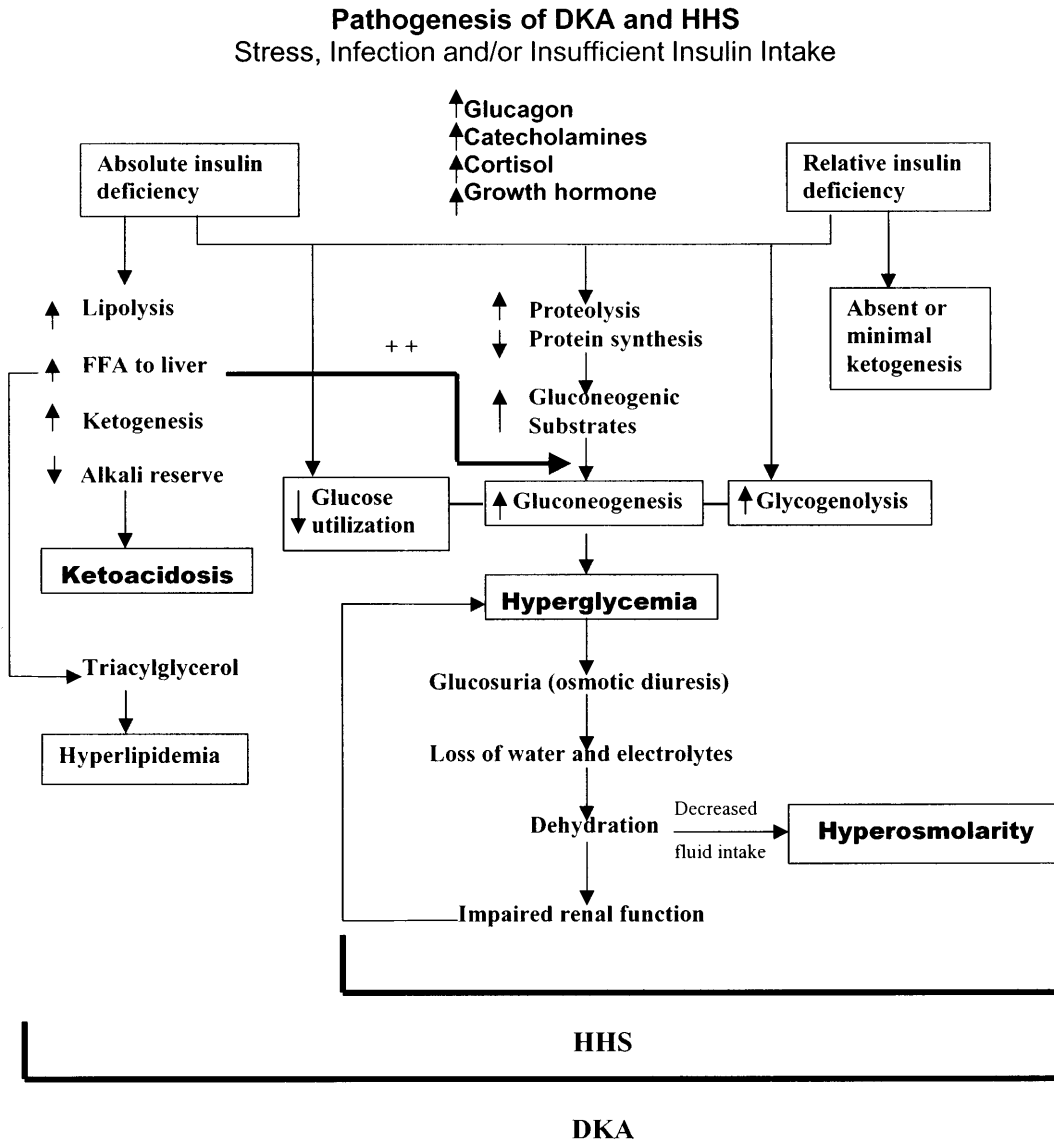 Pathogenesis of DKA and HHS
Stress, Infection and/or Insufficient Insulin Intake
Glucagon
Catecholamines
Cortisol
Growth hormone
Absolute insulin
deficiency
Relative insulin
deficiency
Lipolysis
FFA to liver
Ketogenesis
Alkali reserve
Ketoacidosis
Triacylglycerol
Hyperlipidemia
+ +
Proteolysis
Protein synthesis
Gluconeogenic
Substrates
Absent or
minimal
ketogenesis
Glucose
utilization
Gluconeogenesis
Glycogenolysis
Hyperglycemia
Glucosuria (osmotic diuresis)
Loss of water and electrolytes
Dehydration
Decreased
fluid intake
Hyperosmolarity
Impaired renal function
HHS
DKA